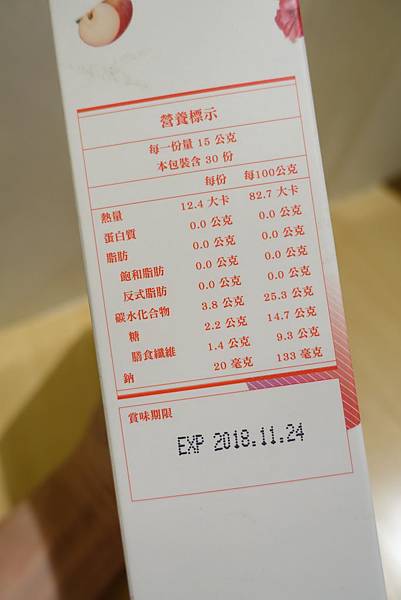 營養標示
每一份量 15 公克
本包裝含 30 份
每份 每100公克
熱量 12.4 大卡 82.7 大卡
蛋白質 0.0 公克 0.0 公克
脂肪 0.0 公克 0.0 公克
飽和脂肪 0.0 公克 0.0 公克
反式脂肪 0.0 公克 0.0 公克
碳水化合物 3.8 公克 25.3 公克
糖 2.2 公克 14.7 公克
膳食纖維 1.4 公克 9.3 公克
鈉 20 毫克 133 毫克
賞味期限
EXP 2018.11.24